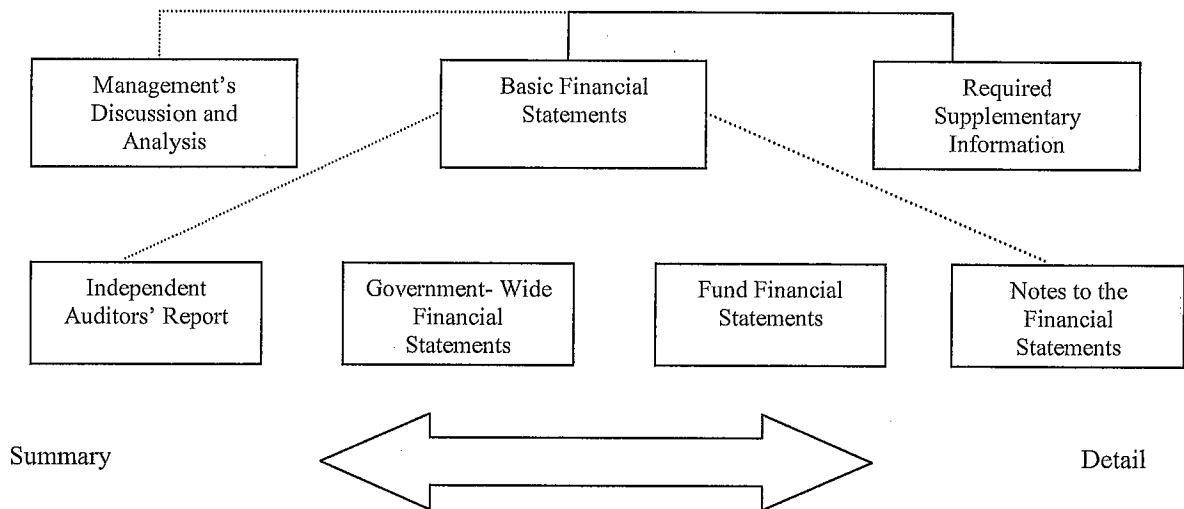 Management's
Discussion and
Analysis
Basic Financial
Statements
Required
Supplementary
Information
Independent
Auditors' Report
Government- Wide
Financial
Statements
Fund Financial
Statements
Notes to the
Financial
Statements
Summary
Detail